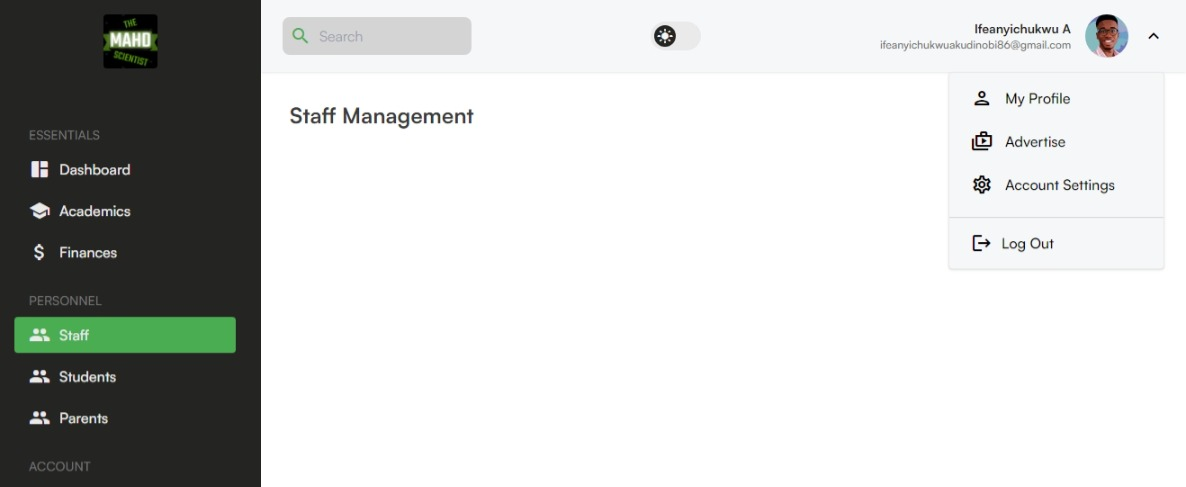 THE
MAHD
SCIENTIST
ESSENTIALS
Dashboard
Academics
Finances
PERSONNEL
Staff
Students
Parents
ACCOUNT
Search
Ifeanyichukwu A
ifeanyichukwuakudinobi86@gmail.com
My Profile
Advertise
Account Settings
Log Out
Staff Management